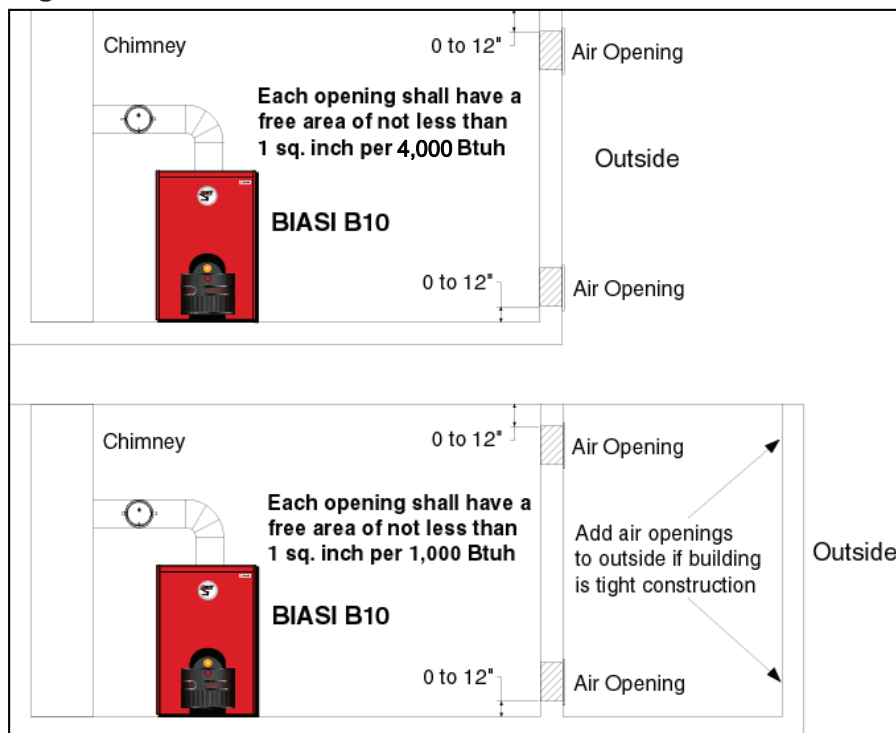 Chimney
0 to 12"
Air Opening
Each opening shall have a
free area of not less than
1 sq. inch per 4,000 Btuh
Outside
BIASI B10
0 to 12"
Air Opening
Chimney
0 to 12"
Air Opening
Each opening shall have a
free area of not less than
1 sq. inch per 1,000 Btuh
Add air openings
to outside if building
is tight construction
Outside
BIASI B10
0 to 12"
Air Opening